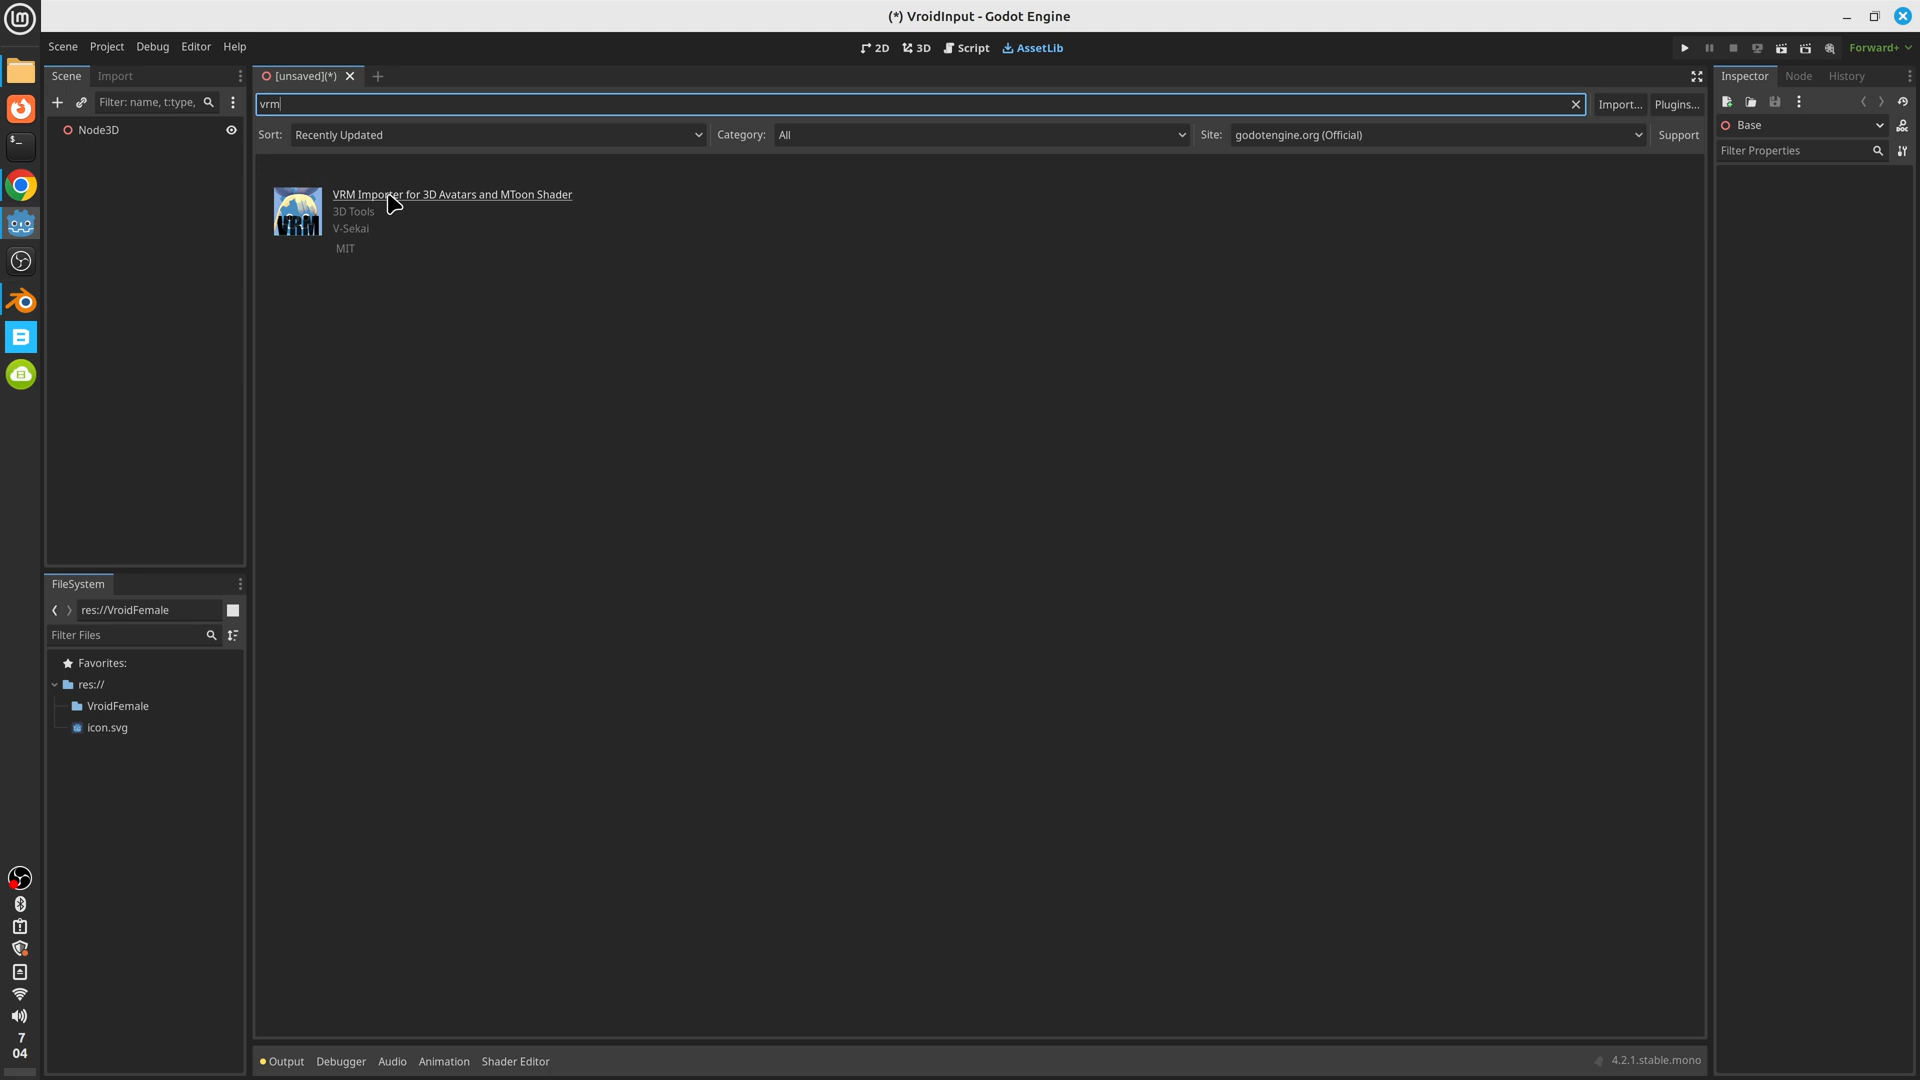 (*) VroidInput - Godot Engine
Scene Project Debug Editor Help
2D 3D Script AssetLib
Forward+
Scene Import
[unsaved](*)
Inspector Node History
Filter: name, t:type,
vrm
Import... Plugins...
Node3D
Sort: Recently Updated Category: All Site: godotengine.org (Official) Support
Base
Filter Properties
VRM
VRM Importer for 3D Avatars and MToon Shader
3D Tools
V-Sekai
MIT
FileSystem
res://VroidFemale
Filter Files
Favorites:
res://
VroidFemale
icon.svg
7
04
Output Debugger Audio Animation Shader Editor
4.2.1.stable.mono